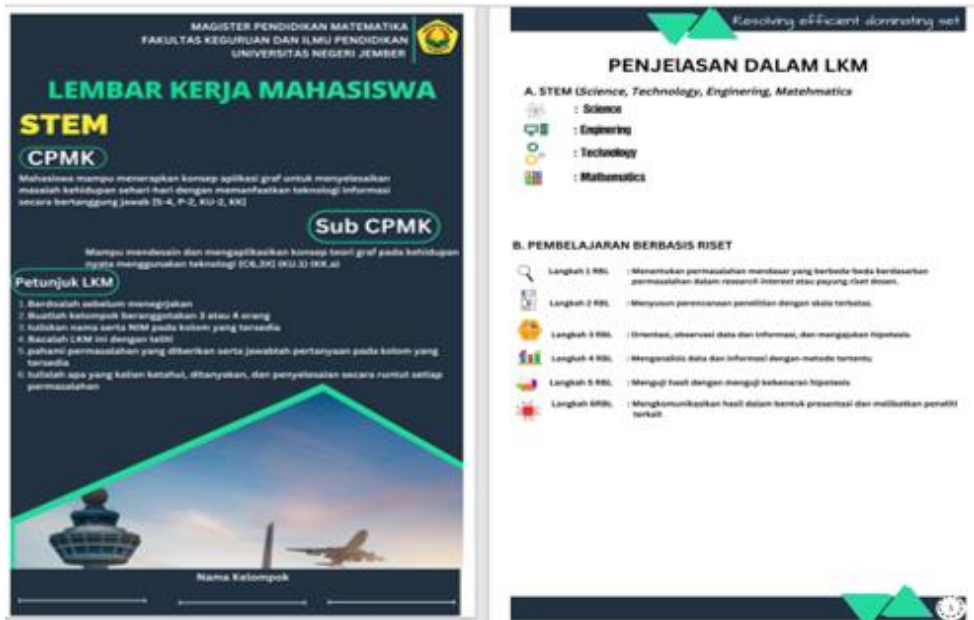 MAGISTER PENDIDIKAN MATEMATIKA
FAKULTAS KEGURUAN DAN ILMU PENDIDIKAN
UNIVERSITAS NEGERI JEMBER
LEMBAR KERJA MAHASISWA
STEM
CPMK
Mahasiswa mampu menerapkan konsep aplikasi graf untuk menyelesaikan
masalah kehidupan sehari-hari dengan memanfaatkan teknologi informasi
secara bertanggung jawab [S-4, P-2, KU-2, KK]
Sub CPMK
Mampu mendesain dan mengaplikasikan konsep teori graf pada kehidupan
nyata menggunakan teknologi
Petunjuk LKM
1. Berdoalah sebelum menegrjakan
2. Buatlah kelompok beranggotakan 3 atau 4 orang
3. tuliskan nama serta NIM pada kolom yang tersedia
4. Bacalah LKM ini dengan teliti
5. pahami permasalahan yang diberikan serta jawablah pertanyaan pada kolom yang
tersedia
6. tulislah apa yang kalian ketahui, ditanyakan, dan penyelesaian secara runtut setiap
permasalahan
Nama Kelompok
Resolving efficient dominating set
PENJElASAN DALAM LKM
A. STEM (Science, Technology, Enginering, Matehmatics
: Science
: Enginering
: Technology
: Mathematics
B. PEMBELAJARAN BERBASIS RISET
Langkah 1 RBL : Menentukan permasalahan mendasar yang berbeda-beda berdasarkan
permasalahan dalam research interest atau payung riset dosen.
Langkah 2 RBL : Menyusun perencanaan penelitian dengan skala terbatas.
Langkah 3 RBL : Orientasi, observasi data dan informasi, dan mengajukan hipotesis
Langkah 4 RBL : Menganalisis data dan informasi dengan metode tertentu
Langkah 5 RBL : Menguji hasil dengan menguji kebenaran hipotesis
Langkah 6RBL : Mengkomunikasikan hasil dalam bentuk presentasi dan melibatkan peneliti
terkait